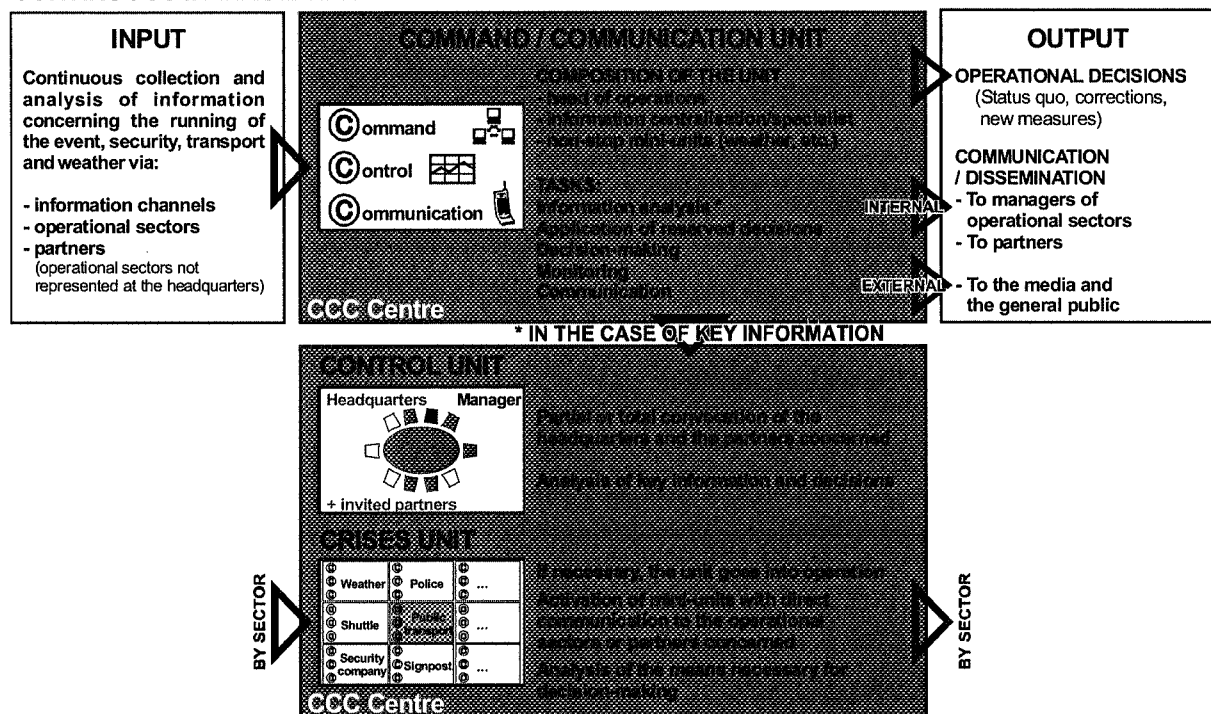 INPUT
Continuous collection and
analysis of information
concerning the running of
the event, security, transport
and weather via:
- information channels
- operational sectors
- partners
(operational sectors not
represented at the headquarters)
COMMAND / COMMUNICATION UNIT
Command
Control
Communication
CCC Centre
COMPOSITION OF THE UNIT
- head of operations
- information centralisation/specialist
- non-stop mini-units (weather, etc.)
TASKS:
Information analysis *
Application of reserved decisions
Decision-making
Monitoring
Communication
INTERNAL
EXTERNAL
OUTPUT
OPERATIONAL DECISIONS
(Status quo, corrections,
new measures)
COMMUNICATION
/ DISSEMINATION
- To managers of
operational sectors
- To partners
- To the media and
the general public
* IN THE CASE OF KEY INFORMATION
CONTROL UNIT
Headquarters Manager
+ invited partners
Partial or total convocation of the
headquarters and the partners concerned
Analysis of key information and decisions
CRISES UNIT
BY SECTOR
C C C Weather C C C Police C C C ...
@ @ @ Shuttle @ @ @ Public transport @ @ @ ...
C C C Security company C C C Signpost C C C ...
CCC Centre
If necessary, the unit goes into operation
Activation of mini-units with direct
communication to the operational
sectors or partners concerned
Analysis of the means necessary for
decision-making
BY SECTOR